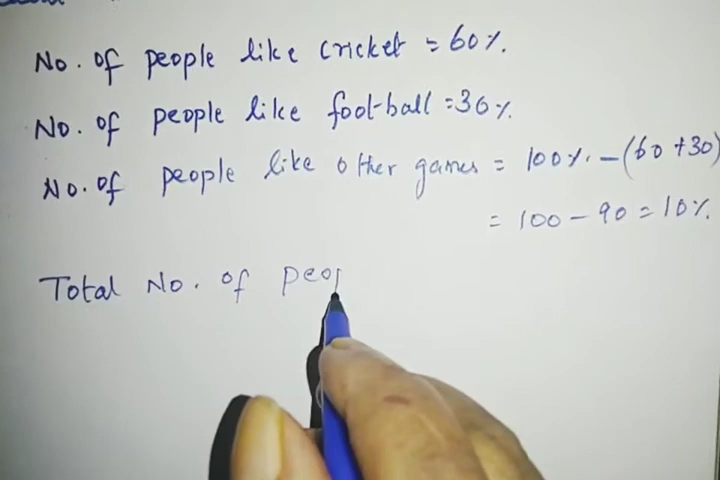 No. of people like cricket = 60%.
No. of people like foot-ball = 30%
No. of people like other games = 100% - (60 + 30)
= 100 - 90 = 10%.
Total No. of peop